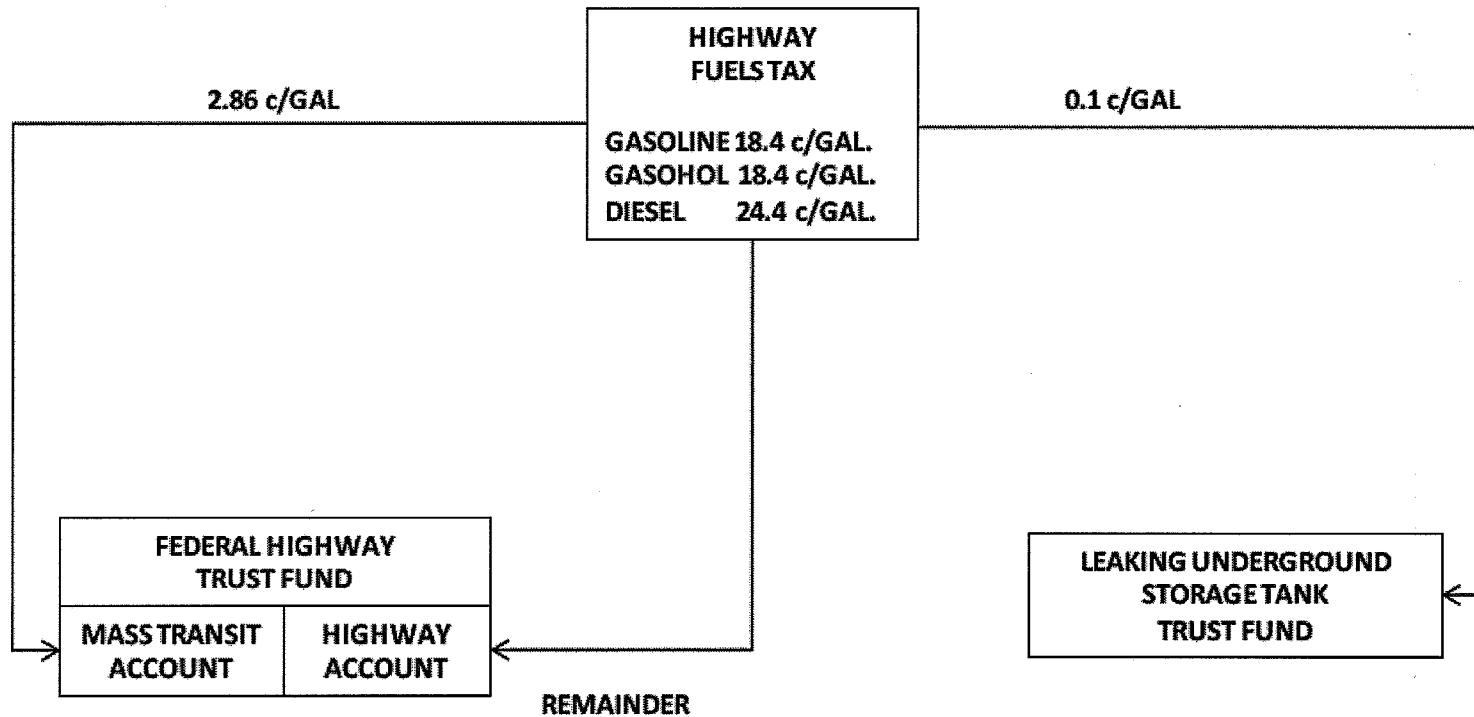 HIGHWAY
FUELS TAX
2.86 c/GAL
0.1 c/GAL
GASOLINE 18.4 c/GAL.
GASOHOL 18.4 c/GAL.
DIESEL 24.4 c/GAL.
FEDERAL HIGHWAY
TRUST FUND
MASS TRANSIT
ACCOUNT
HIGHWAY
ACCOUNT
LEAKING UNDERGROUND
STORAGE TANK
TRUST FUND
REMAINDER